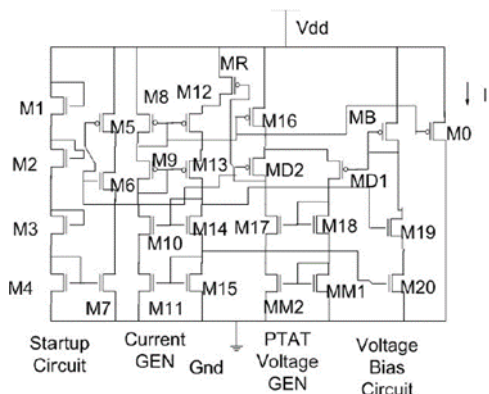 Vdd
MR
I
M8
M12
M1
M5
M16
MB
M0
M2
M9
M13
M6
MD2
MD1
M3
M10
M14
M17
M18
M19
M4
M7
M11
M15
MM2
MM1
M20
Startup
Circuit
Current
GEN
Gnd
PTAT
Voltage
GEN
Voltage
Bias
Circuit